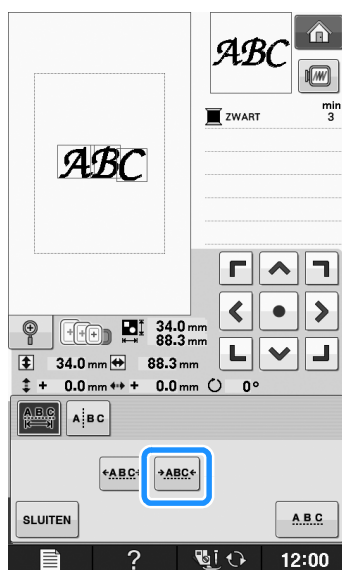 ABC
min
ZWART 3
ABC
34.0 mm
88.3 mm
34.0 mm 88.3 mm
+ 0.0 mm + 0.0 mm 0°
ABC A BC
ABC ABC
SLUITEN ABC
? 12:00